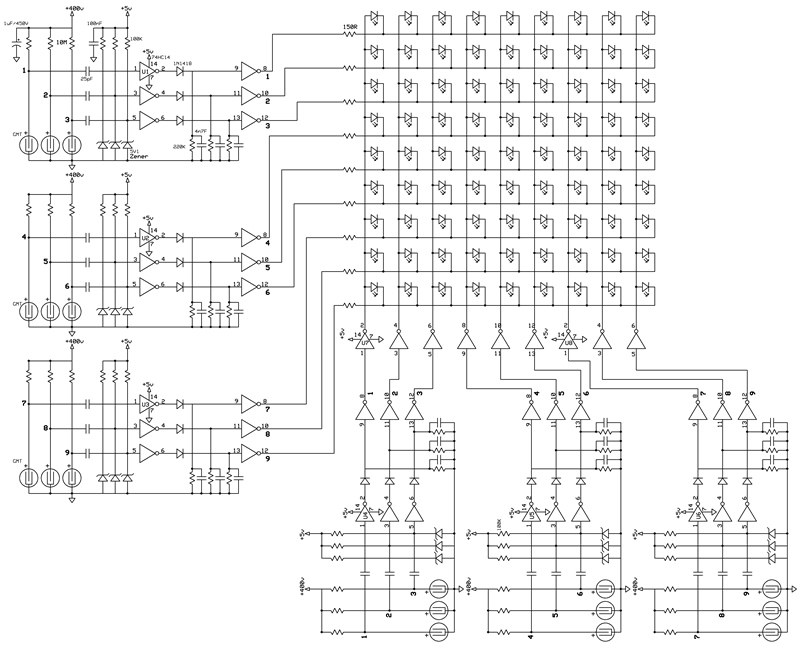 +400v +5v
1uF/450V 100nF 150R
10M 100K
74HC14
1N1418
1 1 U1 14 2 7 9 8 1
25pF
2 3 4 11 10 2
3 5 6 13 12 3
4n7F
GMT 220K
5V1
Zener
+400v +5v
+5v
4 1 U2 14 2 7 9 8 4
5 3 4 11 10 5
6 5 6 13 12 6
GMT
+400v
+5v
7 1 U3 14 2 7 9 8 7
8 3 4 11 10 8
9 5 6 13 12 9
GMT
2 4 6 8 10 12 2 4 6
+5v 14 U7 7 +5v 14 U8 7
1 3 5 9 11 13 1 3 5
1 2 3 4 5 6 7 8 9
8 10 12 8 10 12 8 10 12
9 11 13 9 11 13 9 11 13
2 4 6 2 4 6 2 4 6
+5v 14 U4 7 +5v 14 U5 7 +5v 14 U6 7
1 3 5 1 3 5 1 3 5
+5v +5v 100K +5v
+400v 3 +400v 6 +400v 9
2 5 8
1 4 7